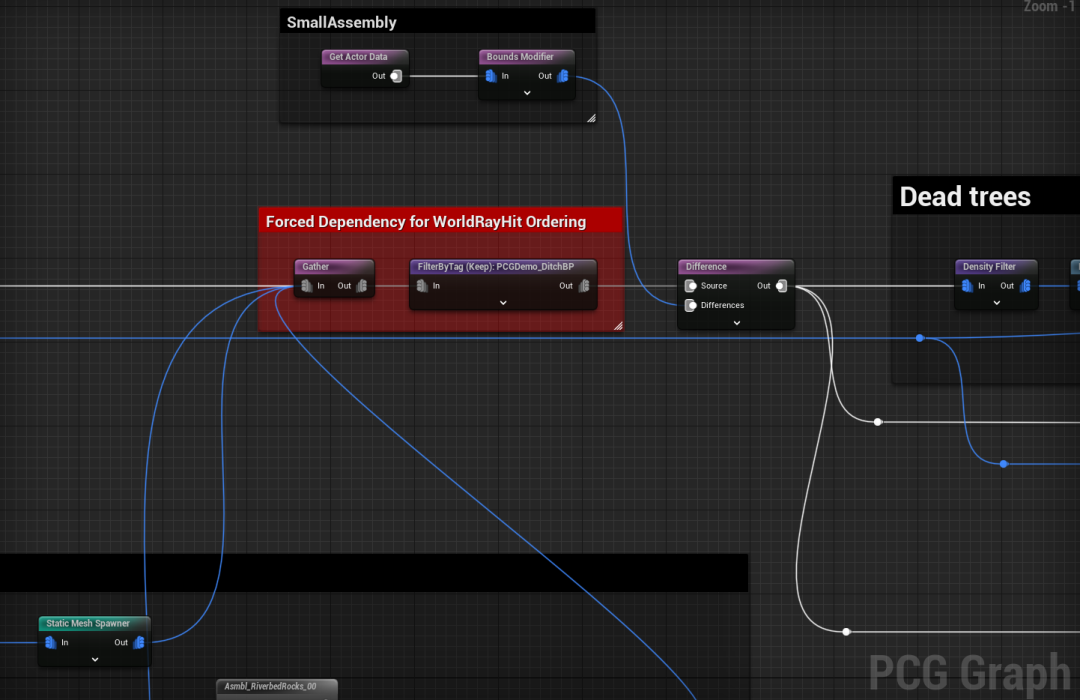 Zoom -1
SmallAssembly
Get Actor Data
Out
Bounds Modifier
In Out
Dead trees
Forced Dependency for WorldRayHit Ordering
Gather
In Out
FilterByTag (Keep): PCGDemo_DitchBP
In Out
Difference
Source Out
Differences
Density Filter
In Out
Static Mesh Spawner
In Out
Asmbl_RiverbedRocks_00
PCG Graph